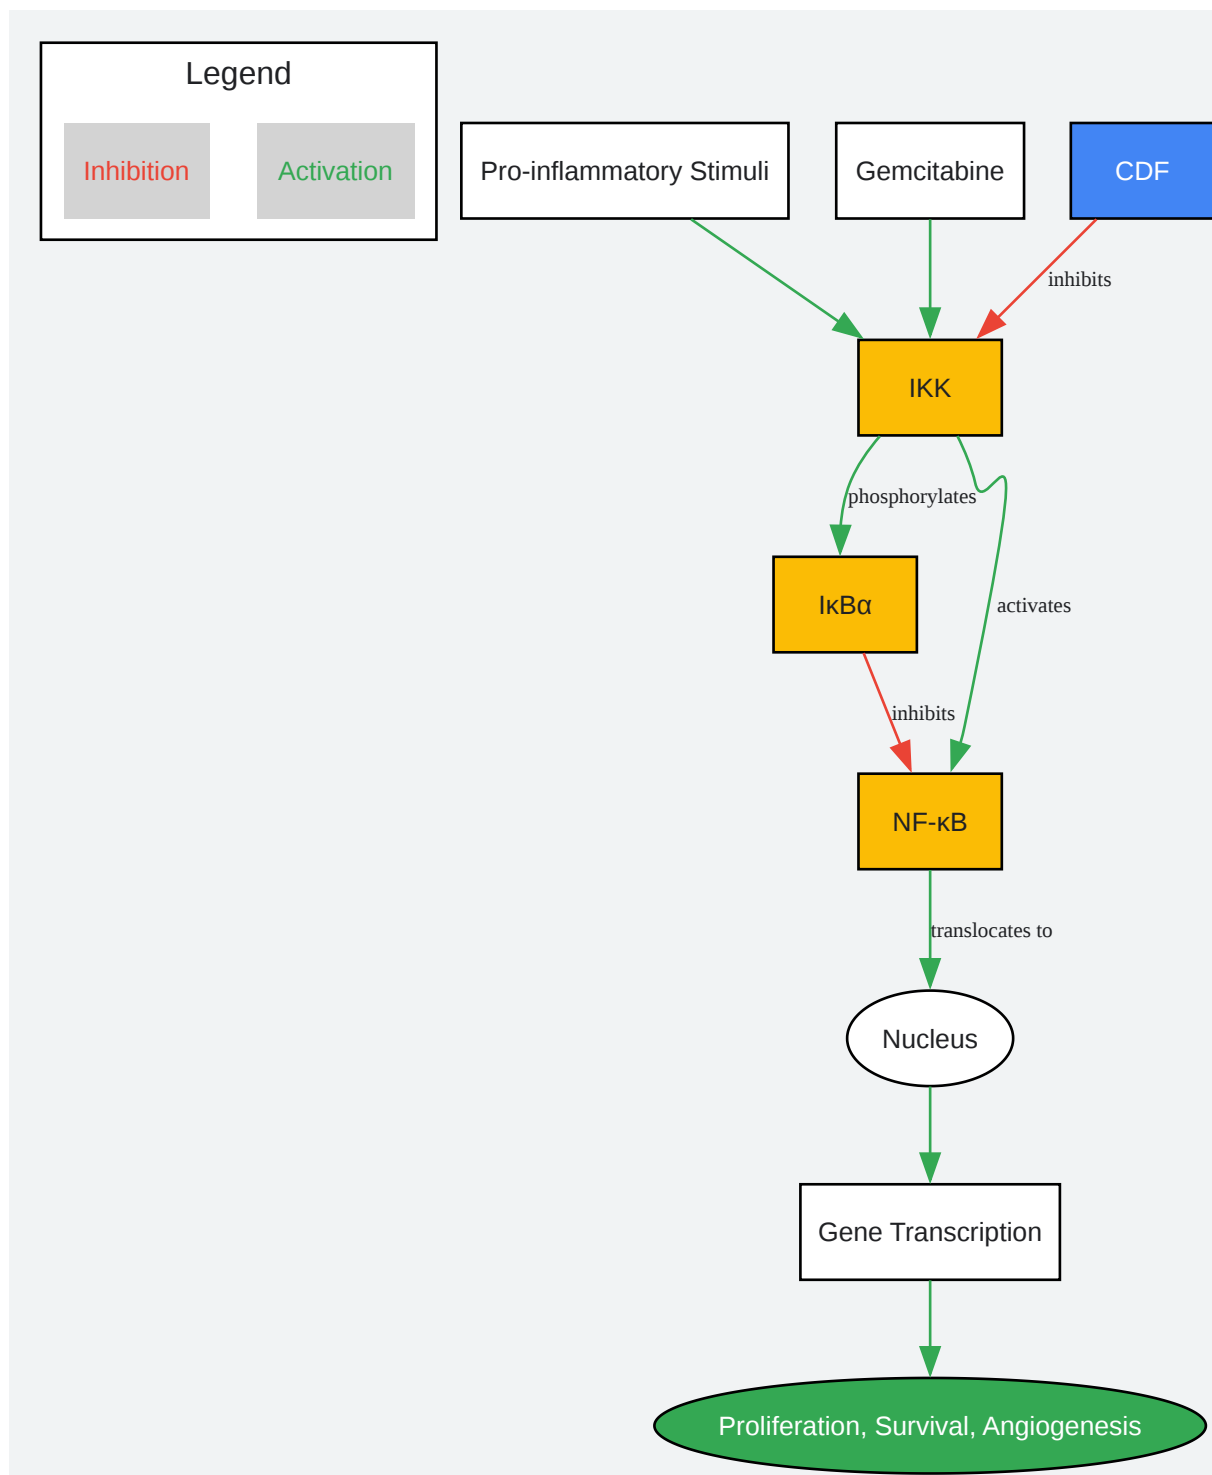 Legend
Inhibition
Activation
Pro-inflammatory Stimuli
Gemcitabine
CDF
inhibits
IKK
phosphorylates
IκBα
activates
inhibits
NF-κB
translocates to
Nucleus
Gene Transcription
Proliferation, Survival, Angiogenesis